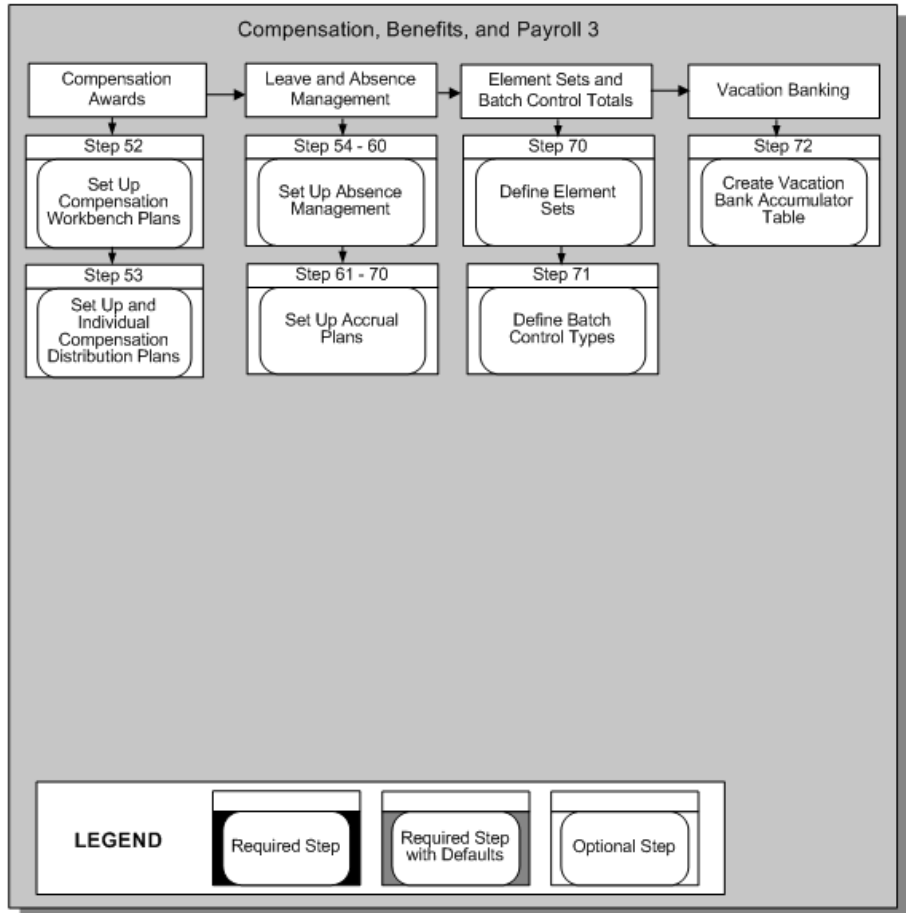 Compensation, Benefits, and Payroll 3
Compensation
Awards
Leave and Absence
Management
Element Sets and
Batch Control Totals
Vacation Banking
Step 52
Set Up
Compensation
Workbench Plans
Step 53
Set Up and
Individual
Compensation
Distribution Plans
Step 54 - 60
Set Up Absence
Management
Step 61 - 70
Set Up Accrual
Plans
Step 70
Define Element
Sets
Step 71
Define Batch
Control Types
Step 72
Create Vacation
Bank Accumulator
Table
LEGEND
Required Step
Required Step
with Defaults
Optional Step